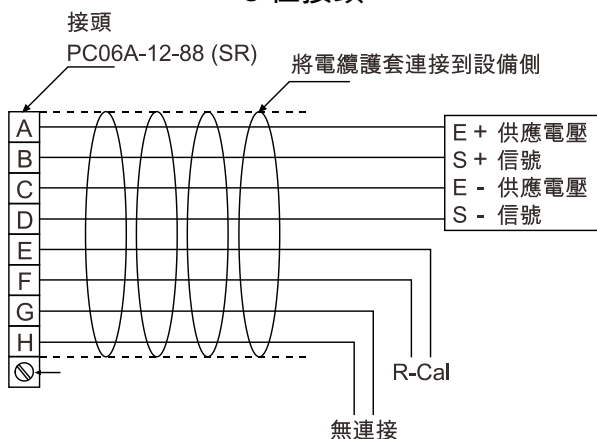 接頭
PC06A-12-88 (SR)
將電纜護套連接到設備側
A
B
C
D
E
F
G
H
E + 供應電壓
S + 信號
E - 供應電壓
S - 信號
R-Cal
無連接